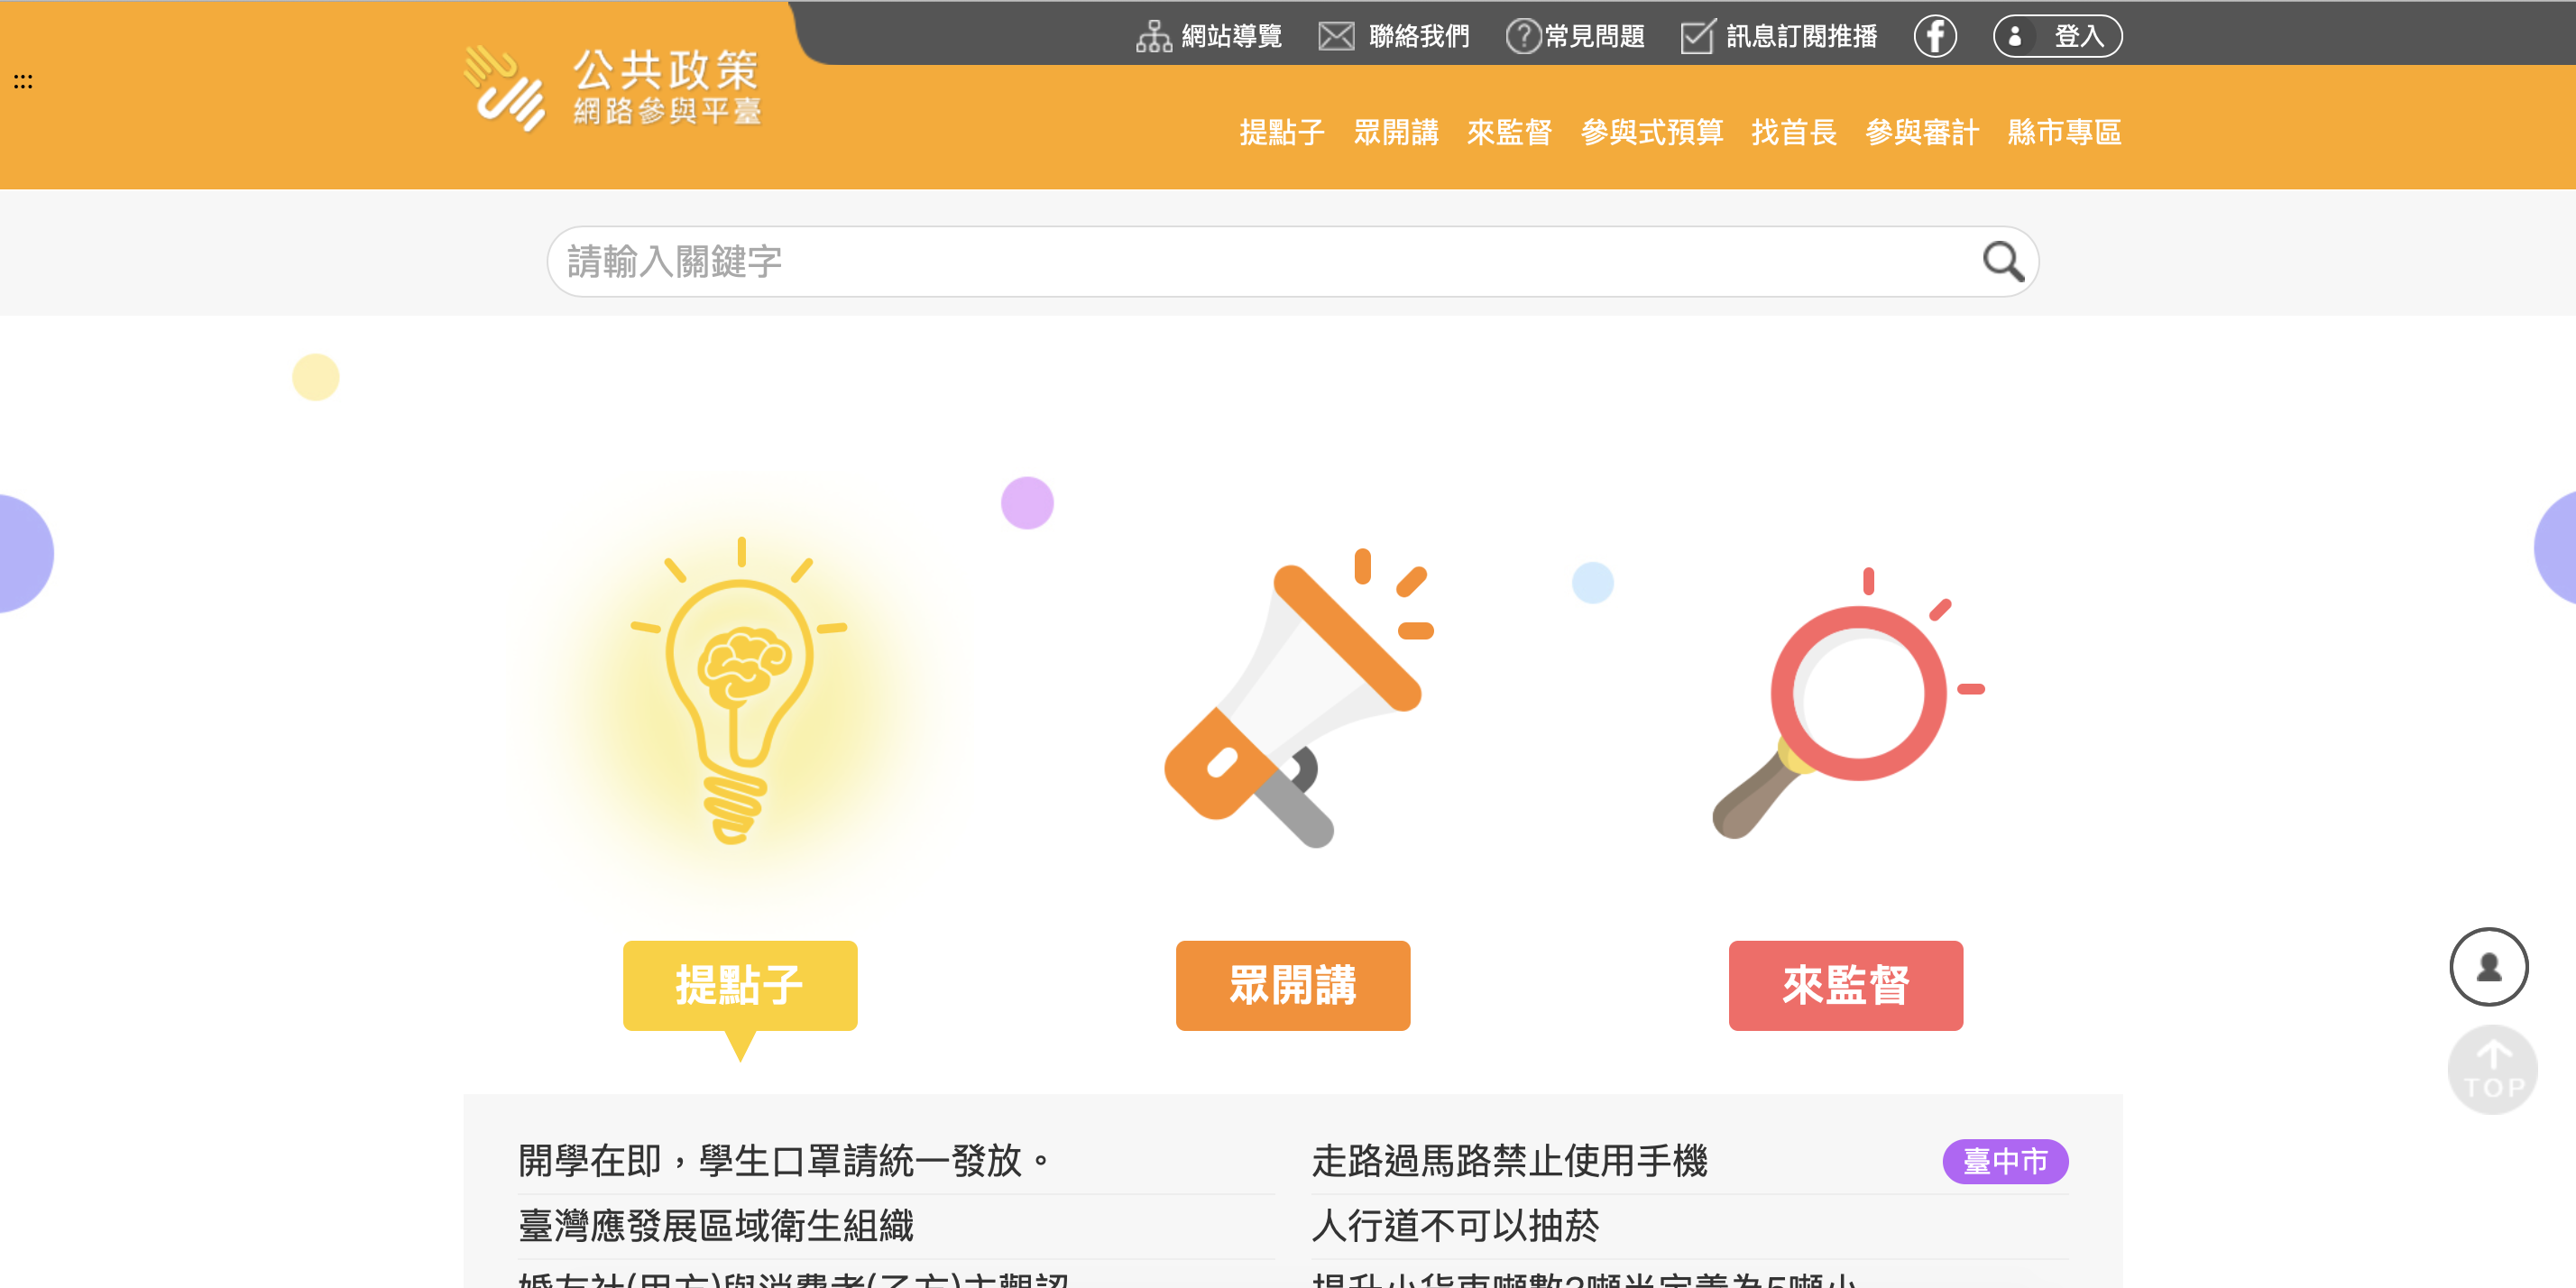 網站導覽 聯絡我們 常見問題 訊息訂閱推播 登入
公共政策
網路參與平臺
提點子 眾開講 來監督 參與式預算 找首長 參與審計 縣市專區
請輸入關鍵字
提點子 眾開講 來監督
TOP
開學在即,學生口罩請統一發放。
走路過馬路禁止使用手機 臺中市
臺灣應發展區域衛生組織
人行道不可以抽菸